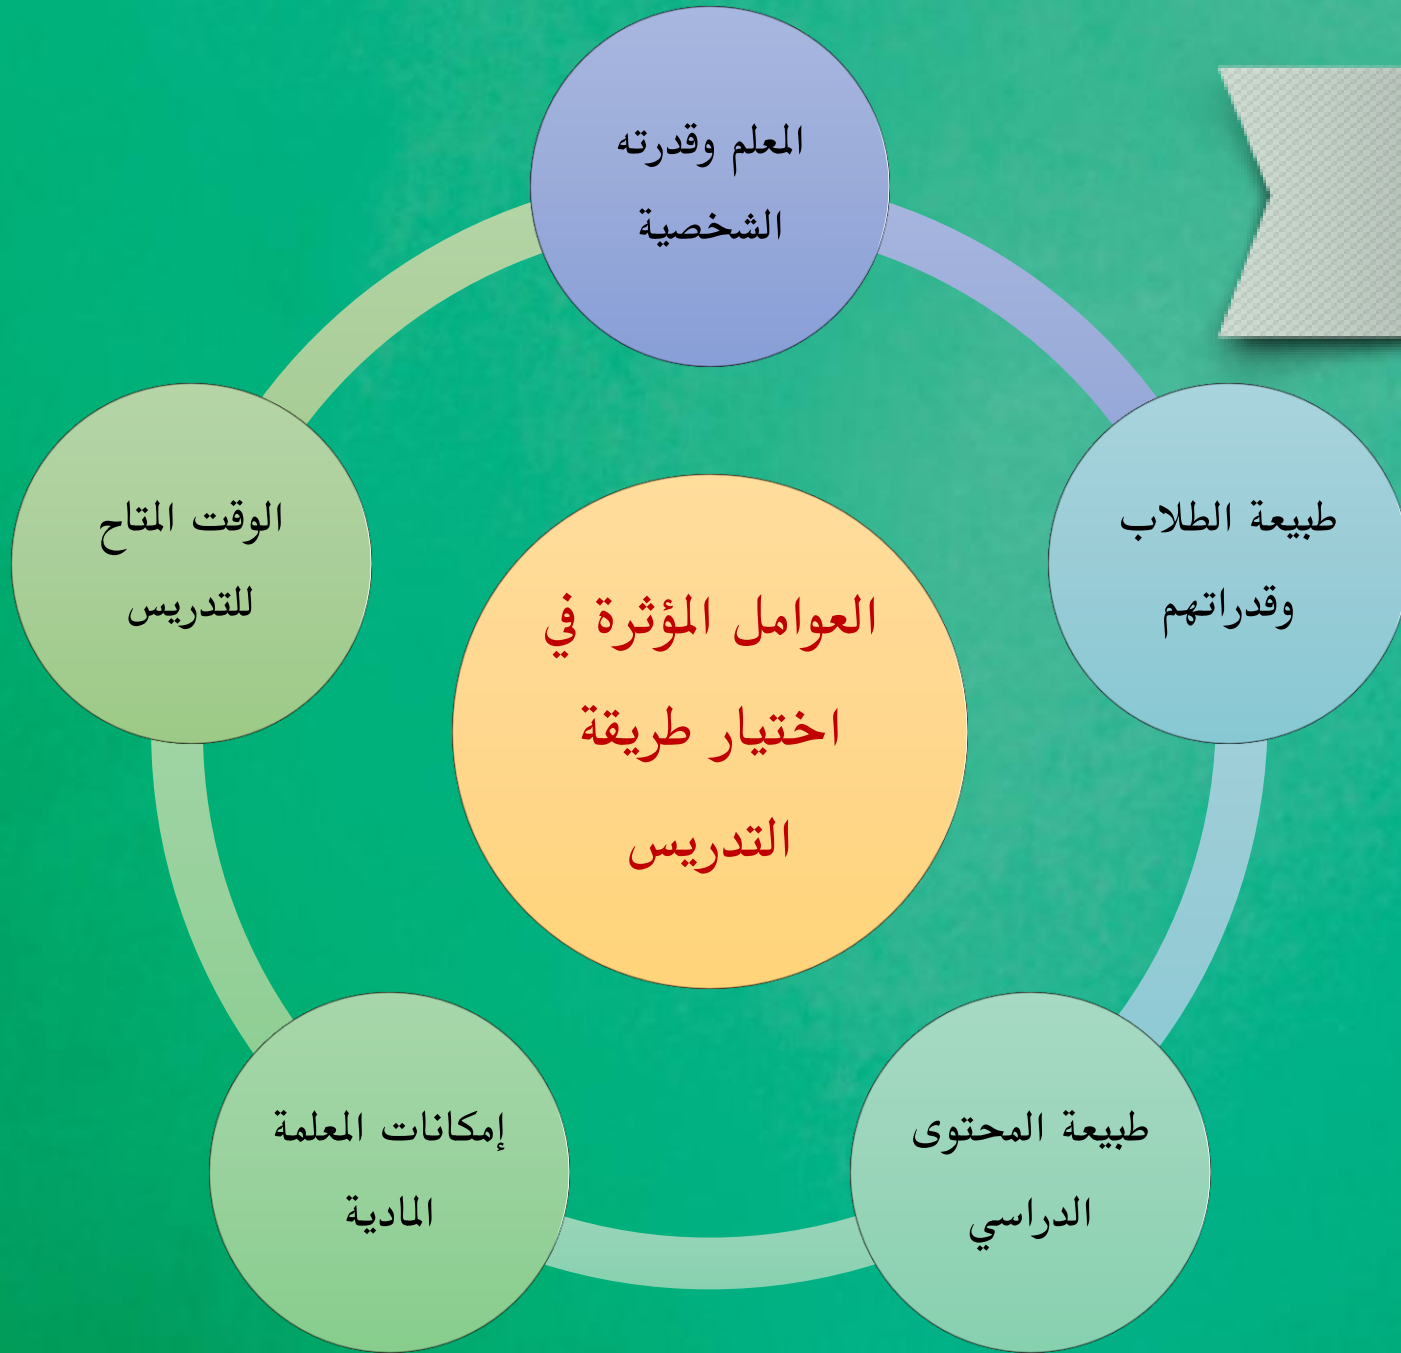 المعلم وقدرته
الشخصية
طبيعة الطلاب
وقدراتهم
طبيعة المحتوى
الدراسي
إمكانات المعلمة
المادية
الوقت المتاح
للتدريس
العوامل المؤثرة في
اختيار طريقة
التدريس